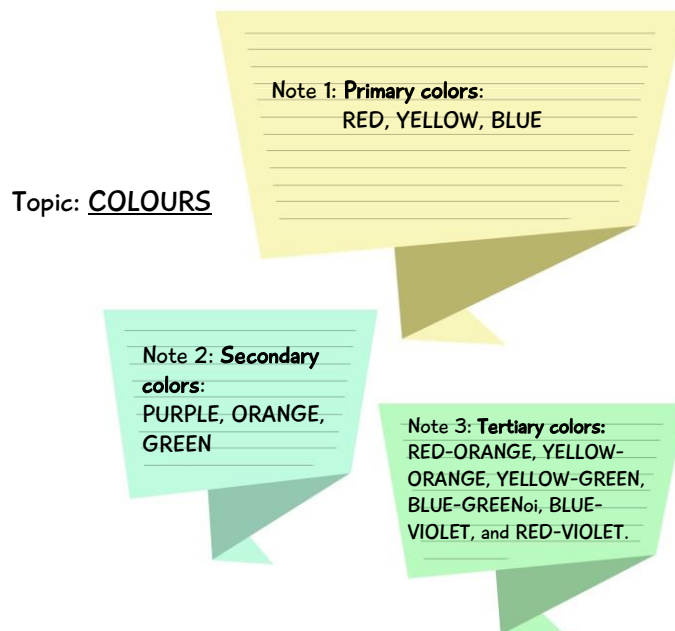 Note 1: Primary colors:
RED, YELLOW, BLUE
Topic: COLOURS
Note 2: Secondary
colors:
PURPLE, ORANGE,
GREEN
Note 3: Tertiary colors:
RED-ORANGE, YELLOW-
ORANGE, YELLOW-GREEN,
BLUE-GREENoi, BLUE-
VIOLET, and RED-VIOLET.